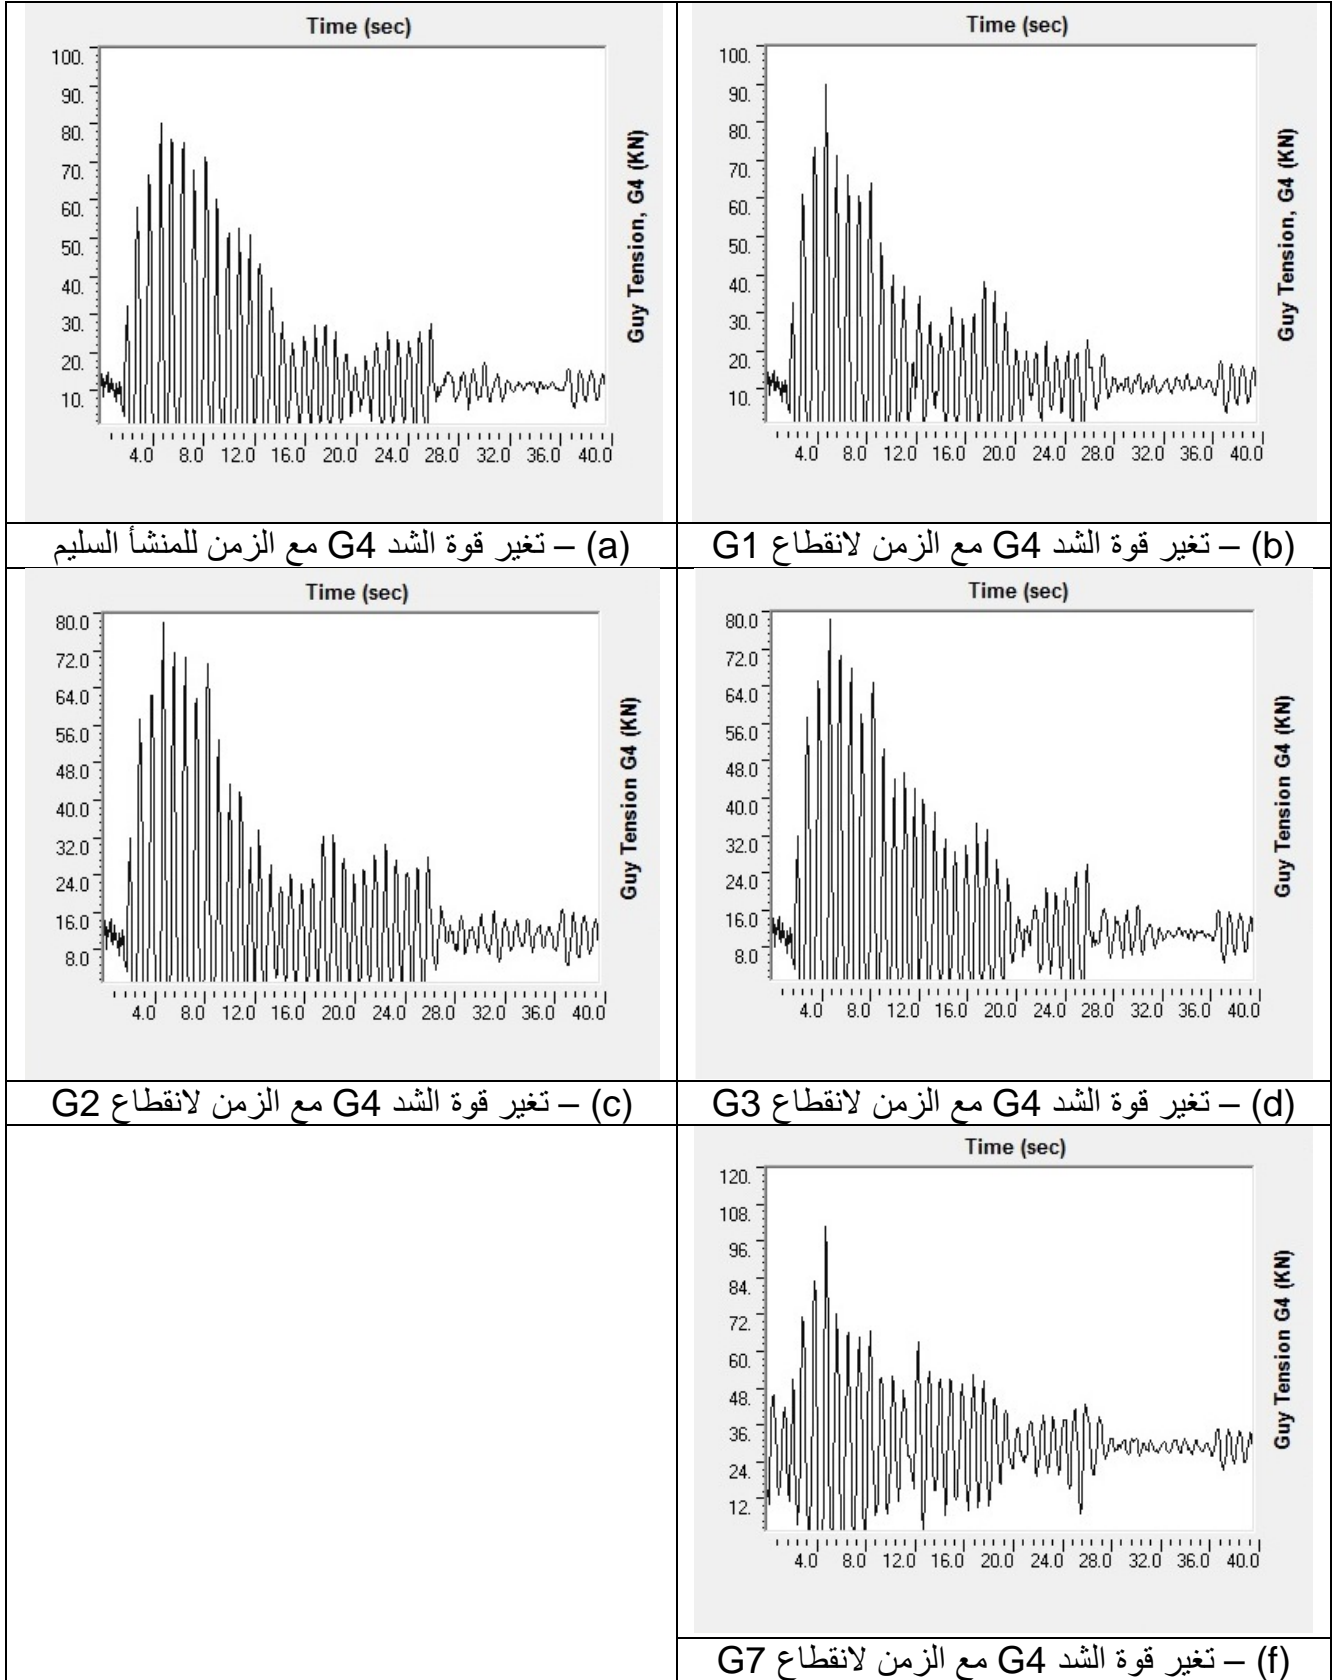 Time (sec)
100.
90.
80.
70.
60.
50.
40.
30.
20.
10.
4.0 8.0 12.0 16.0 20.0 24.0 28.0 32.0 36.0 40.0
Guy Tension, G4 (KN)
(a) – تغير قوة الشد G4 مع الزمن للمنشأ السليم
Time (sec)
100.
90.
80.
70.
60.
50.
40.
30.
20.
10.
4.0 8.0 12.0 16.0 20.0 24.0 28.0 32.0 36.0 40.0
Guy Tension, G4 (KN)
(b) – تغير قوة الشد G4 مع الزمن لانقطاع G1
Time (sec)
80.0
72.0
64.0
56.0
48.0
40.0
32.0
24.0
16.0
8.0
4.0 8.0 12.0 16.0 20.0 24.0 28.0 32.0 36.0 40.0
Guy Tension G4 (KN)
(c) – تغير قوة الشد G4 مع الزمن لانقطاع G2
Time (sec)
80.0
72.0
64.0
56.0
48.0
40.0
32.0
24.0
16.0
8.0
4.0 8.0 12.0 16.0 20.0 24.0 28.0 32.0 36.0 40.0
Guy Tension G4 (KN)
(d) – تغير قوة الشد G4 مع الزمن لانقطاع G3
Time (sec)
120.
108.
96.
84.
72.
60.
48.
36.
24.
12.
4.0 8.0 12.0 16.0 20.0 24.0 28.0 32.0 36.0 40.0
Guy Tension G4 (KN)
(f) – تغير قوة الشد G4 مع الزمن لانقطاع G7